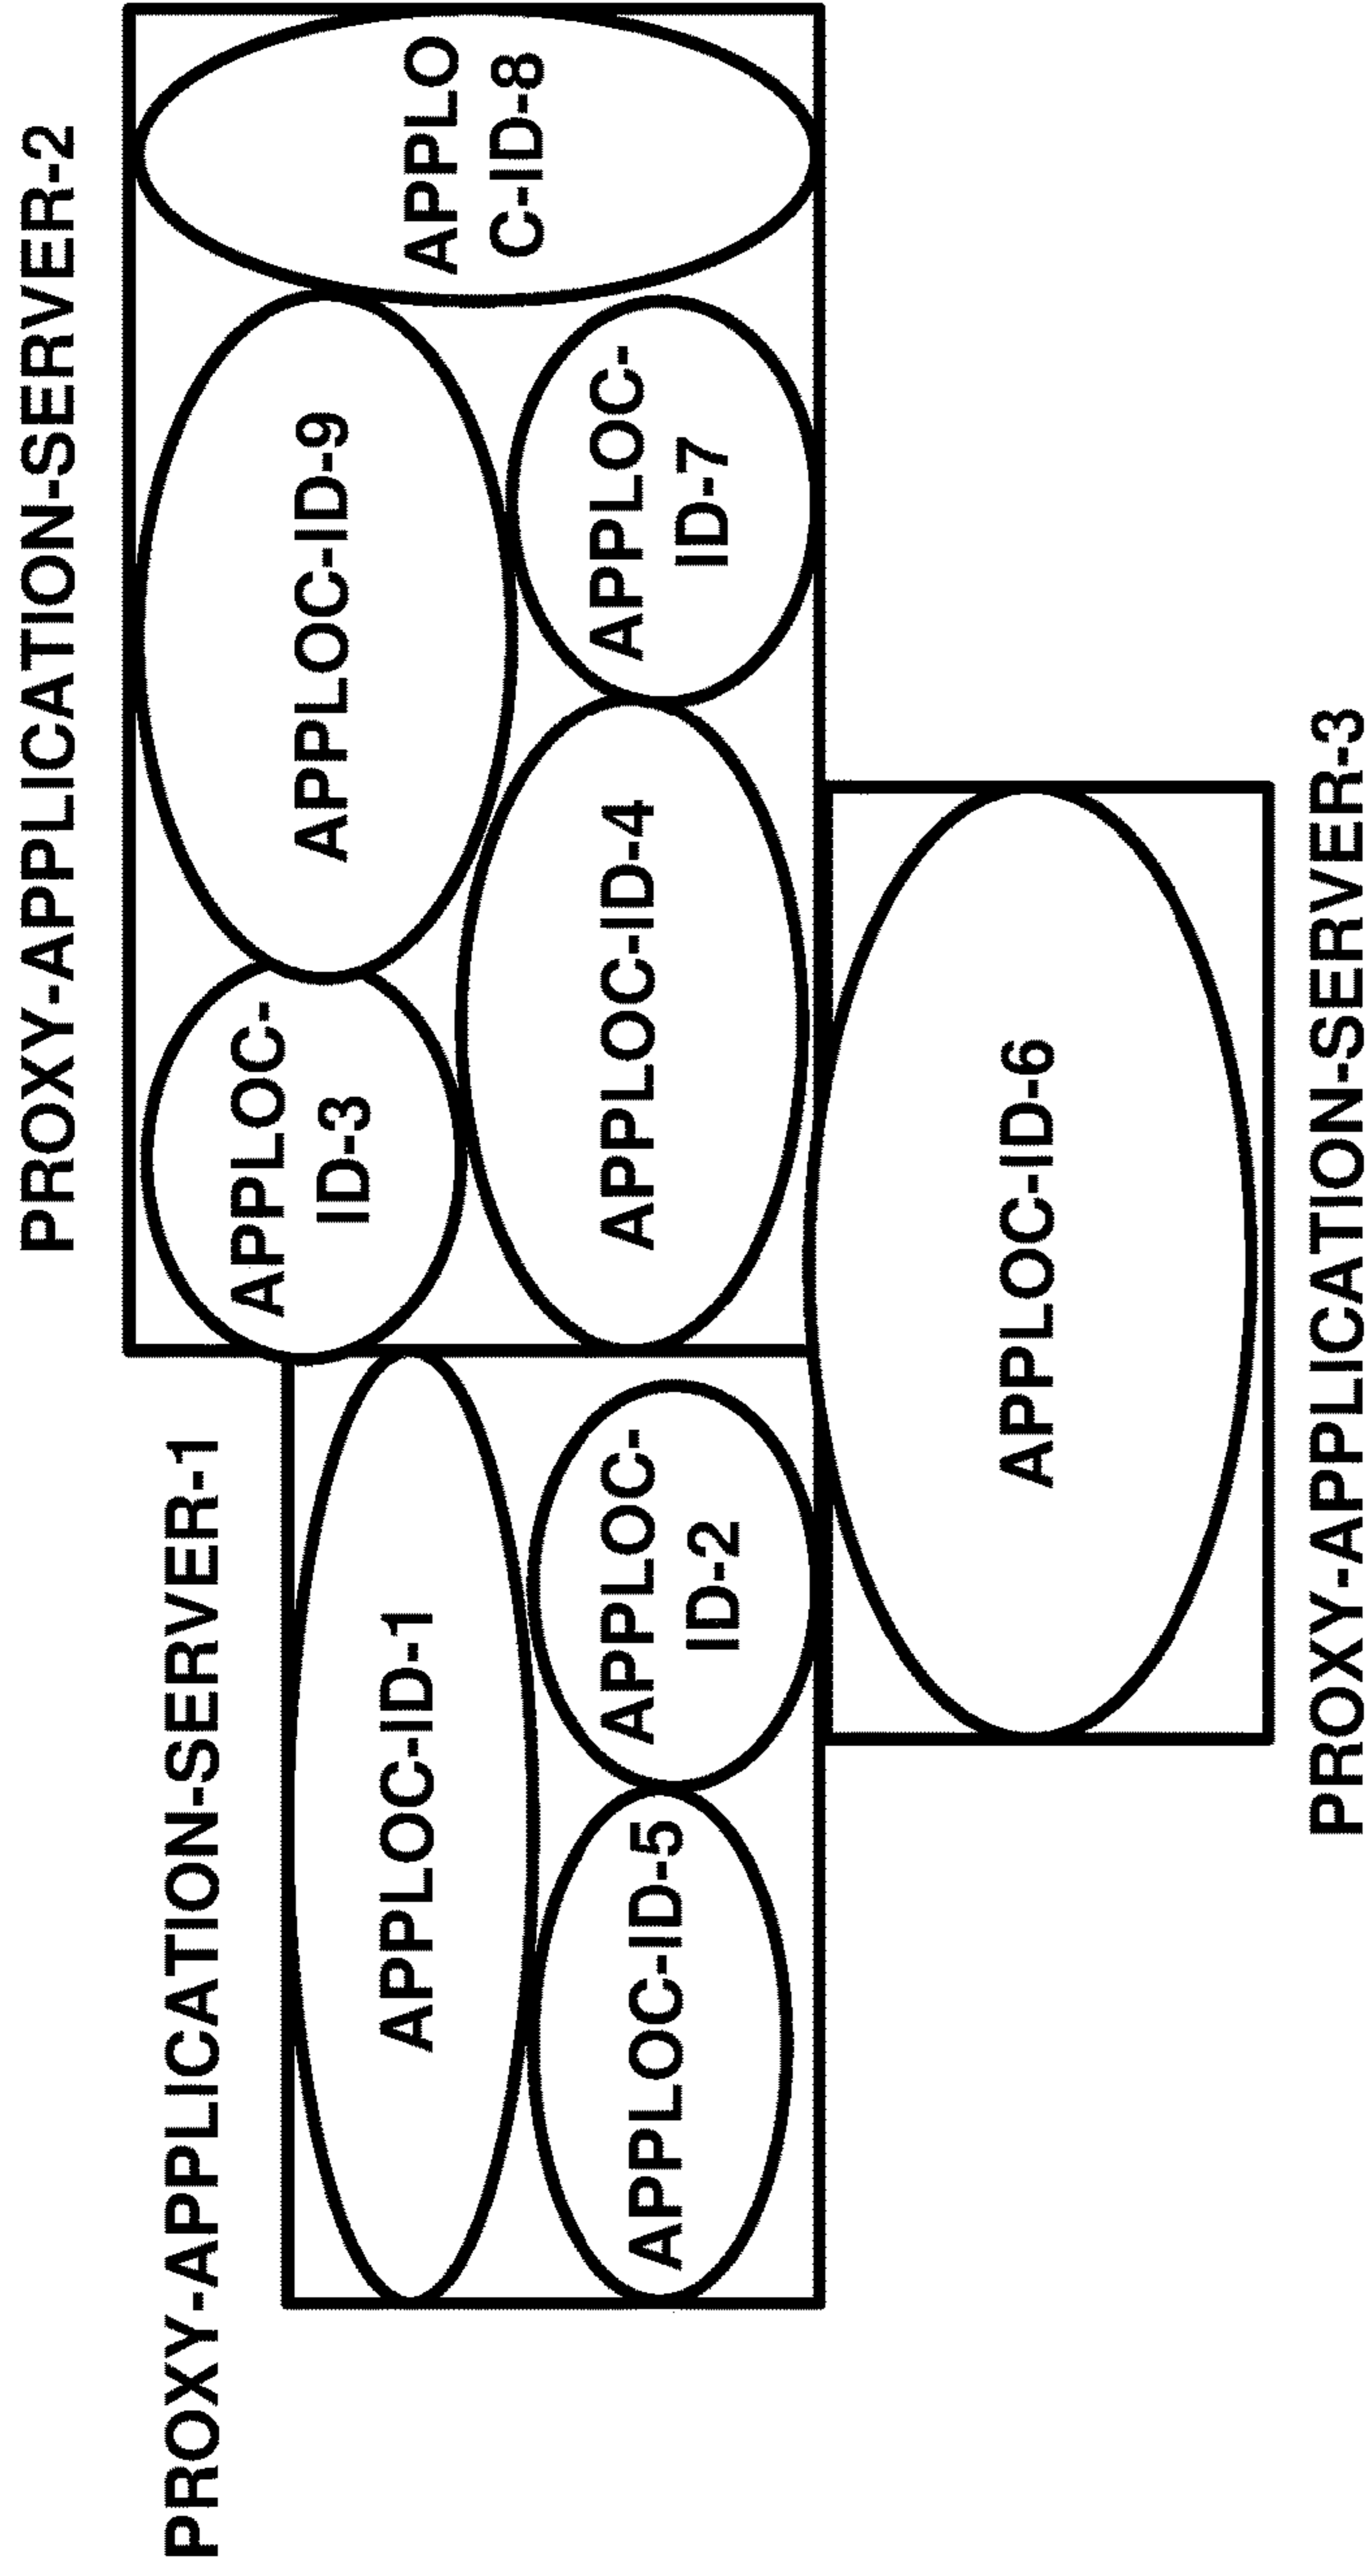 PROXY-APPLICATION-SERVER-2
PROXY-APPLICATION-SERVER-1
APPLOC-
ID-3
APPLOC-ID-9
APPLO
C-ID-8
APPLOC-ID-1
APPLOC-ID-4
APPLOC-
ID-7
APPLOC-ID-5
APPLOC-
ID-2
APPLOC-ID-6
PROXY-APPLICATION-SERVER-3